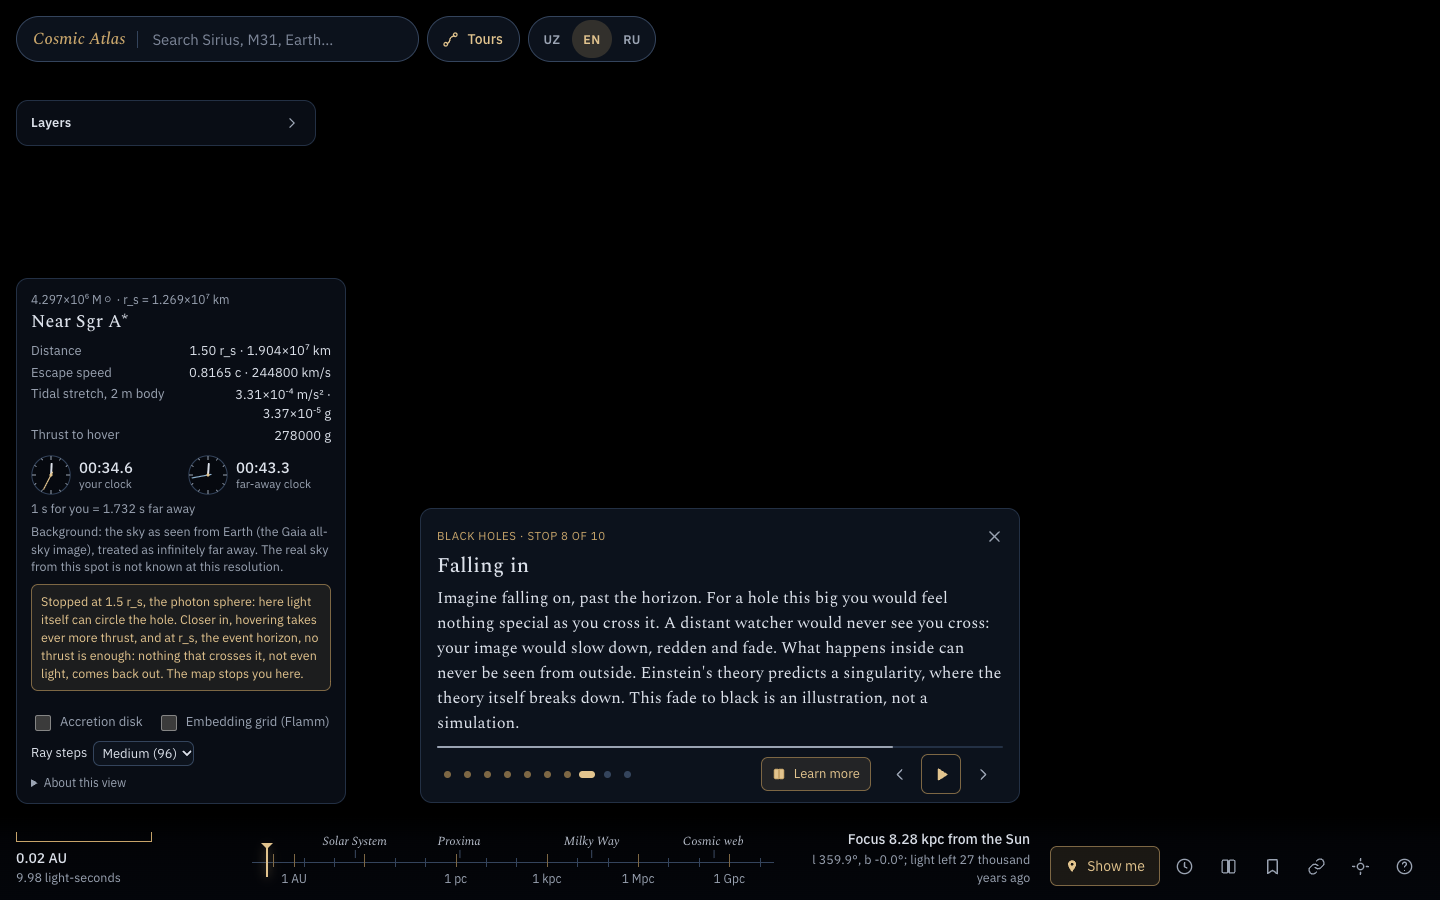 Cosmic Atlas
Search Sirius, M31, Earth...
Tours
UZ EN RU
Layers
4.297×10⁶ M☉ · r_s = 1.269×10⁷ km
Near Sgr A*
Distance 1.50 r_s · 1.904×10⁷ km
Escape speed 0.8165 c · 244800 km/s
Tidal stretch, 2 m body 3.31×10⁻⁴ m/s² ·
3.37×10⁻⁵ g
Thrust to hover 278000 g
00:34.6 00:43.3
your clock far-away clock
1 s for you = 1.732 s far away
Background: the sky as seen from Earth (the Gaia all-
sky image), treated as infinitely far away. The real sky
from this spot is not known at this resolution.
Stopped at 1.5 r_s, the photon sphere: here light
itself can circle the hole. Closer in, hovering takes
ever more thrust, and at r_s, the event horizon, no
thrust is enough: nothing that crosses it, not even
light, comes back out. The map stops you here.
Accretion disk Embedding grid (Flamm)
Ray steps Medium (96)
About this view
BLACK HOLES · STOP 8 OF 10
Falling in
Imagine falling on, past the horizon. For a hole this big you would feel
nothing special as you cross it. A distant watcher would never see you cross:
your image would slow down, redden and fade. What happens inside can
never be seen from outside. Einstein's theory predicts a singularity, where the
theory itself breaks down. This fade to black is an illustration, not a
simulation.
Learn more
0.02 AU
9.98 light-seconds
Solar System Proxima Milky Way Cosmic web
1 AU 1 pc 1 kpc 1 Mpc 1 Gpc
Focus 8.28 kpc from the Sun
l 359.9°, b -0.0°; light left 27 thousand
years ago
Show me